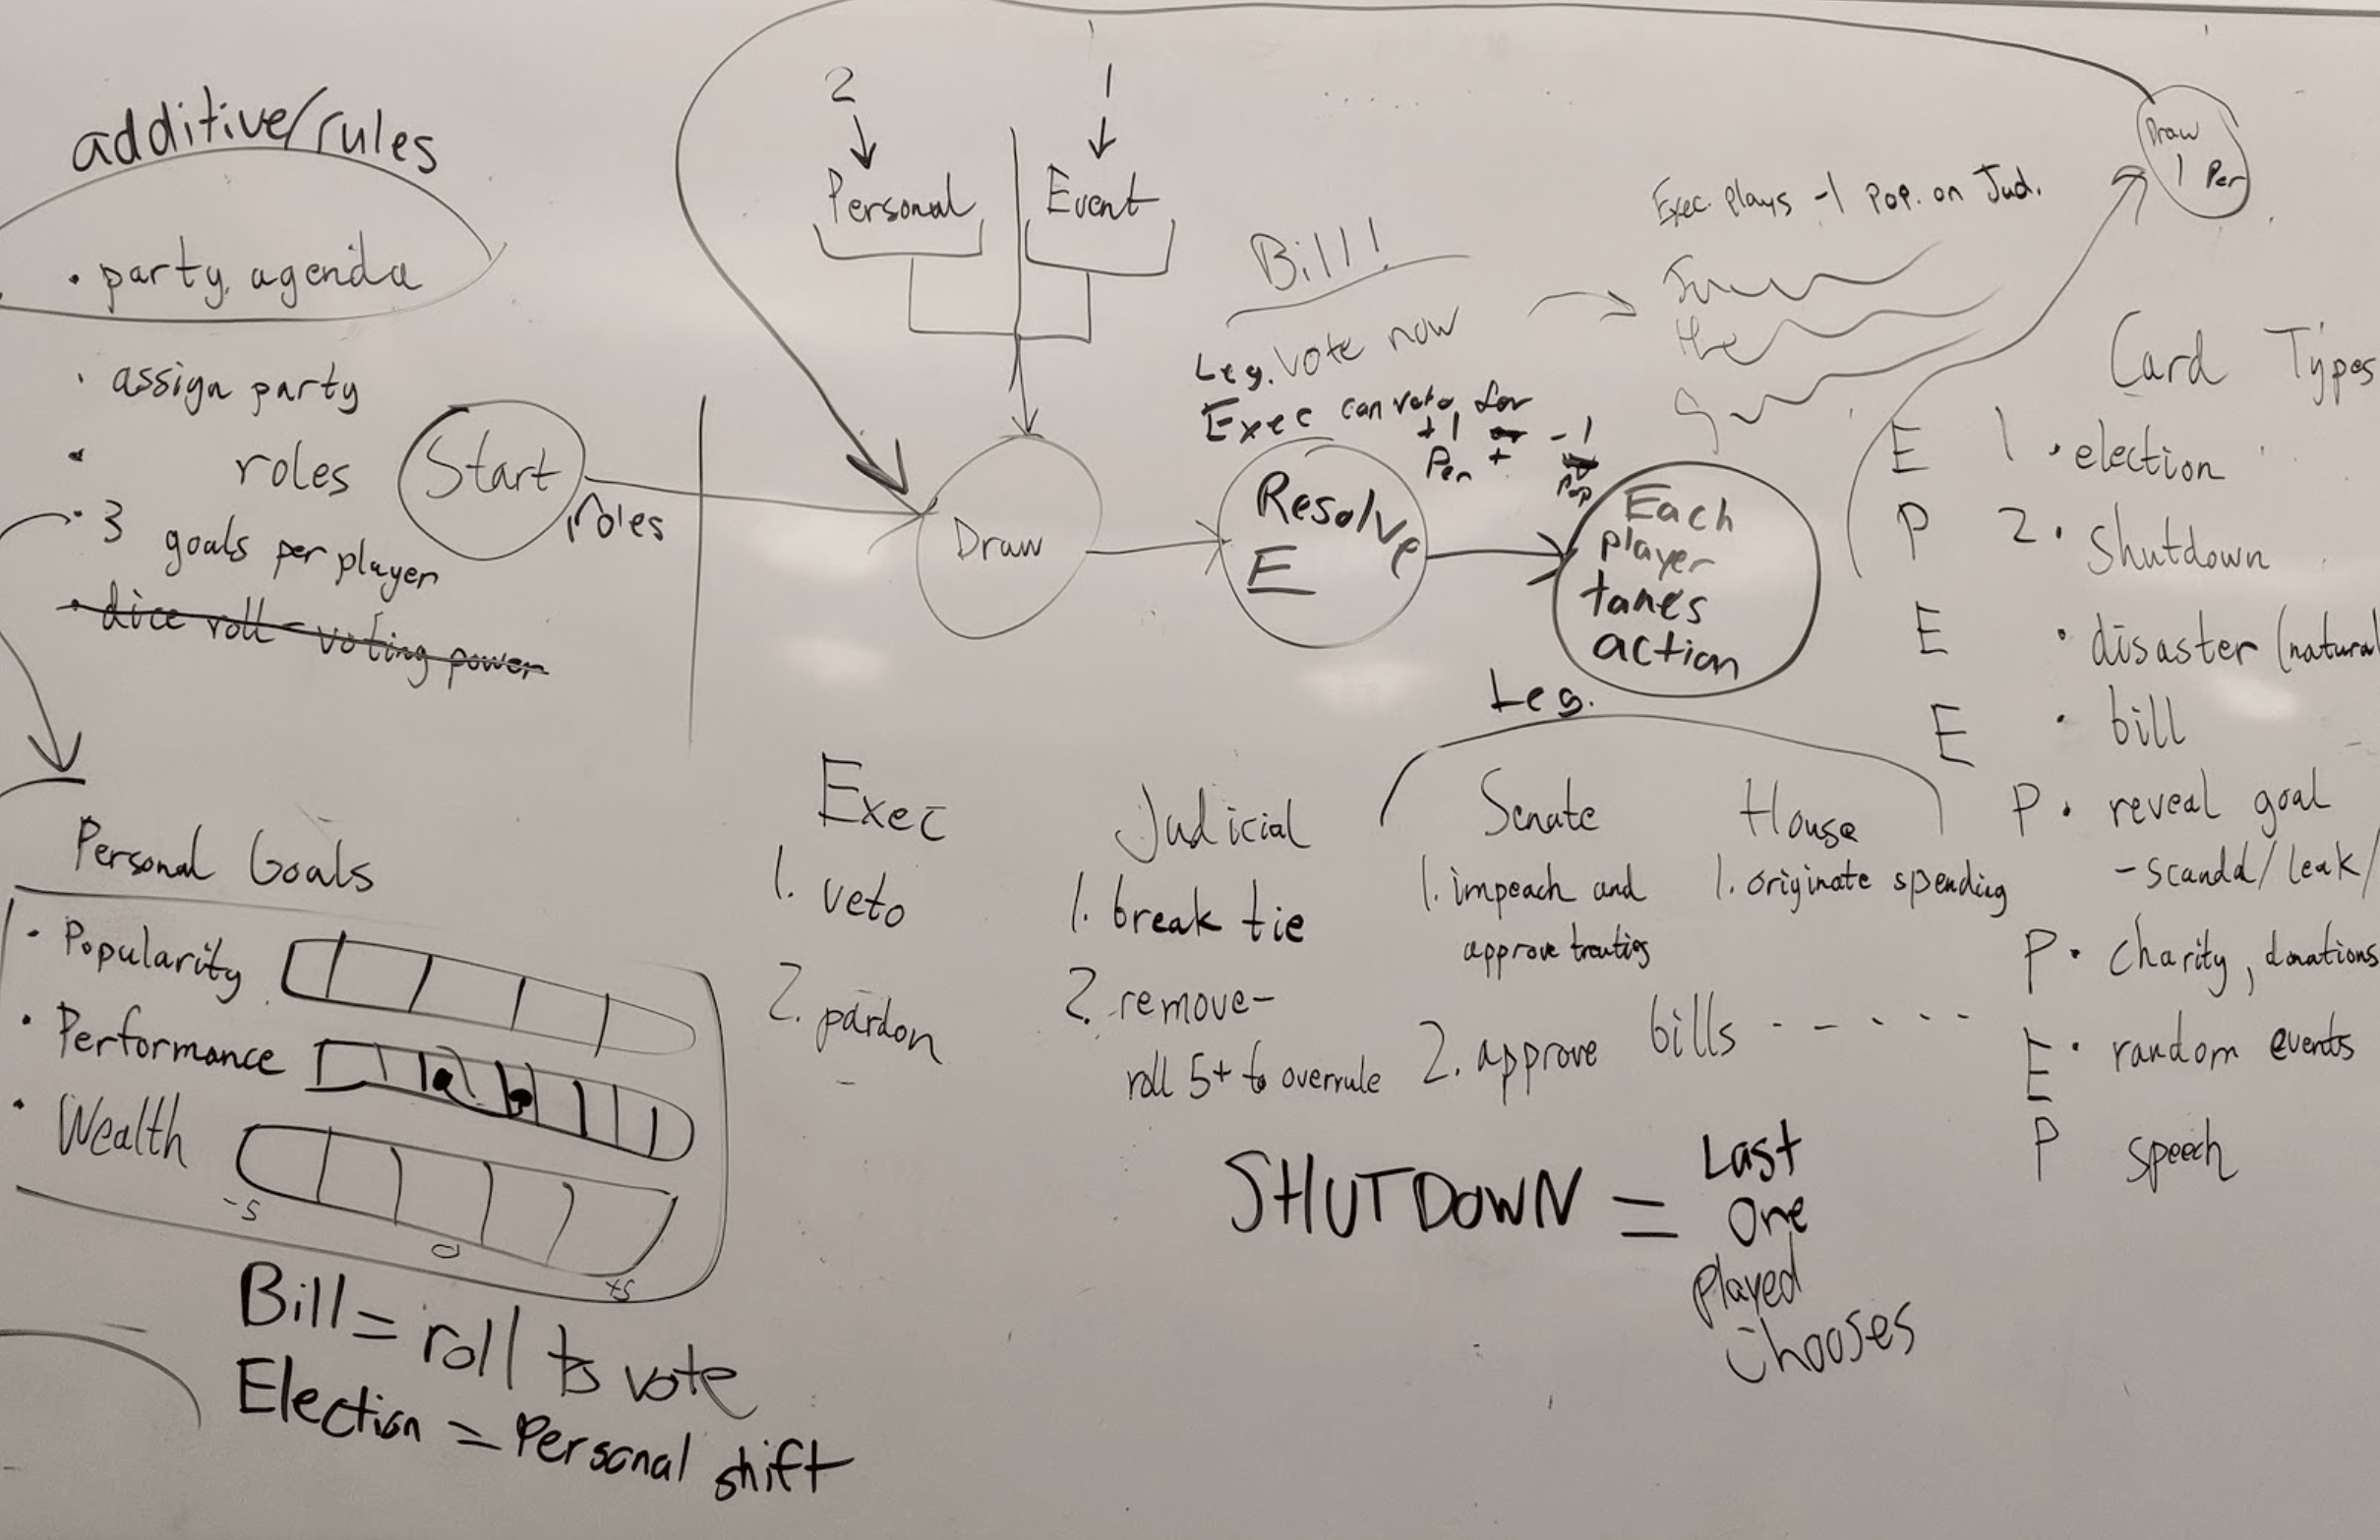 additive/rules
• party agenda
• assign party
• roles
• 3 goals per player
• dice roll - voting power
Start
roles
2
Personal
1
Event
Draw
Bill!
Leg. vote now
Exec can veto for
+1 or -1
Per + Pop
Resolve
E
Exec. plays -1 Pop. on Jud.
Each
player
takes
action
Draw
1 Per
Card Types
E 1 • election
P 2 • Shutdown
E • disaster (natural
E • bill
P • reveal goal
- scandal/leak/
P • charity, donations
E • random events
P speech
Personal Goals
• Popularity
• Performance
• Wealth
-5
0
+5
Bill = roll to vote
Election = Personal shift
Exec
1. veto
2. pardon
Judicial
1. break tie
2. remove-
roll 5+ to overrule
Leg.
Senate
1. impeach and
approve treaties
House
1. originate spending
2. approve bills - - - - -
SHUTDOWN =
Last
One
Played
Chooses